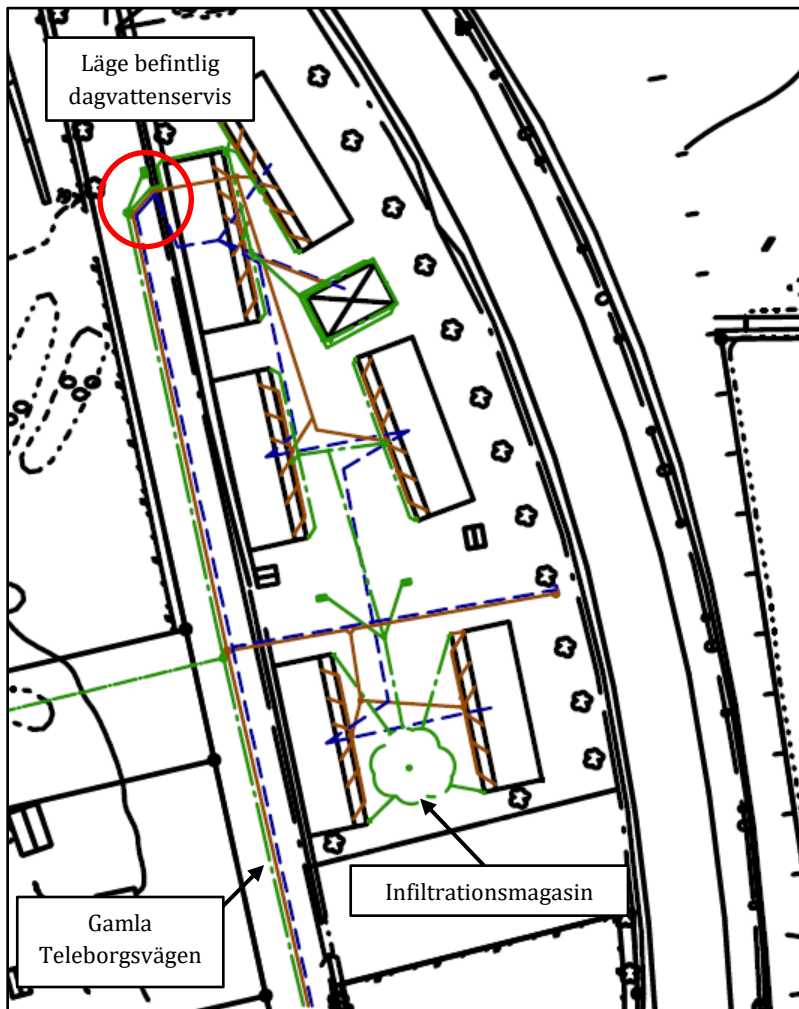 Läge befintlig
dagvattenservis
Infiltrationsmagasin
Gamla
Teleborgsvägen